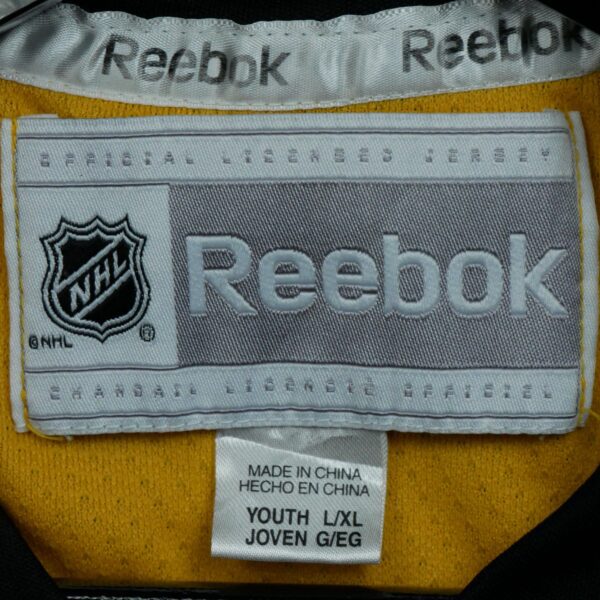 Reebok Reebok
OFFICIAL LICENSED JERSEY
NHL
Reebok
©NHL ®
CHANDAIL LICENCIÉ OFFICIEL
MADE IN CHINA
HECHO EN CHINA
YOUTH L/XL
JOVEN G/EG